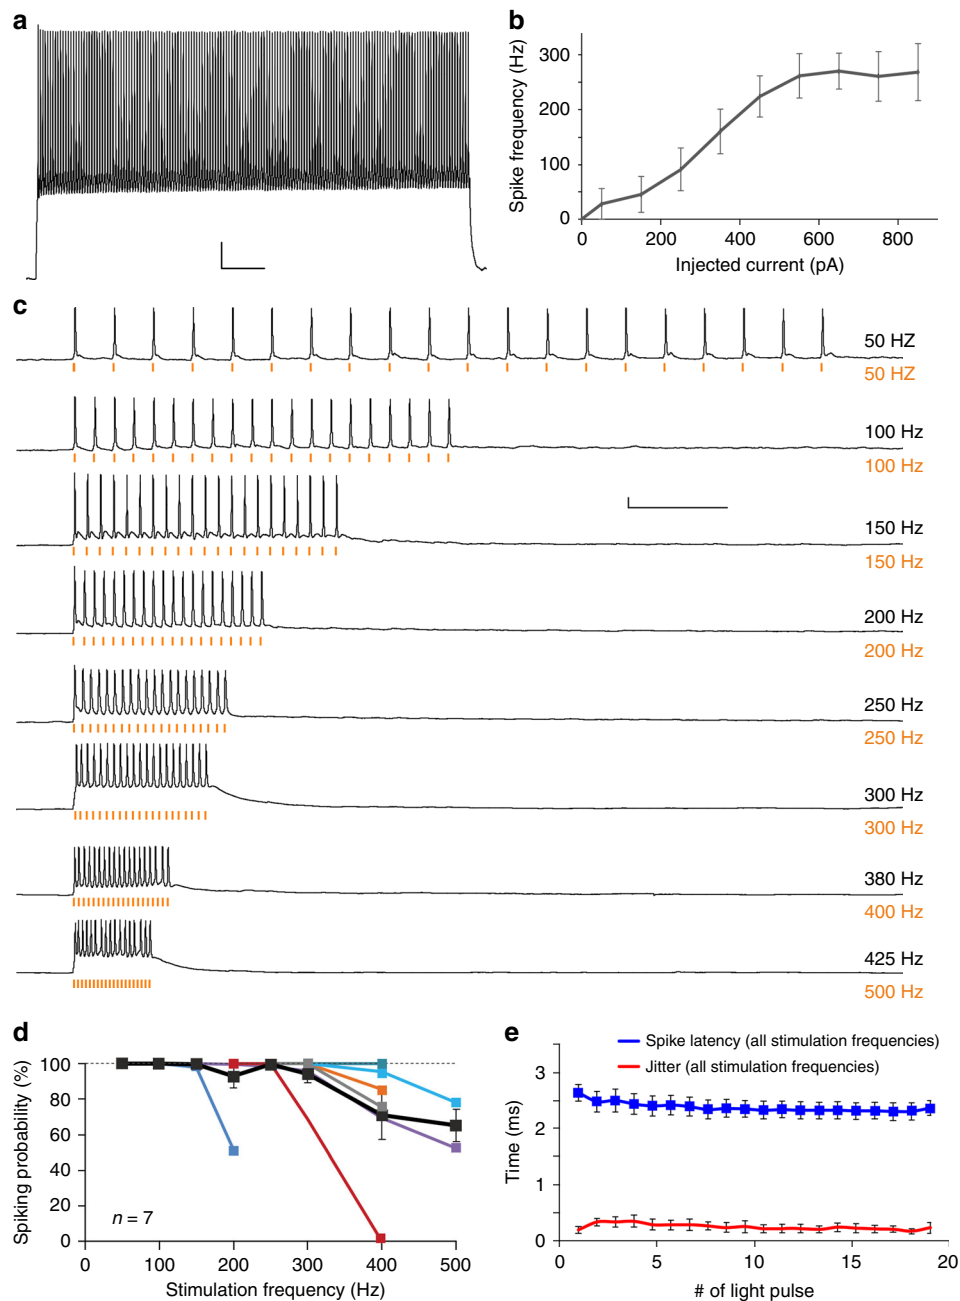 a
b
Spike frequency (Hz)
300
200
100
0
0 200 400 600 800
Injected current (pA)
c
50 HZ
50 HZ
100 Hz
100 Hz
150 Hz
150 Hz
200 Hz
200 Hz
250 Hz
250 Hz
300 Hz
300 Hz
380 Hz
400 Hz
425 Hz
500 Hz
d
Spiking probability (%)
100
80
60
40
20
0
n = 7
0 100 200 300 400 500
Stimulation frequency (Hz)
e
Spike latency (all stimulation frequencies)
Jitter (all stimulation frequencies)
Time (ms)
3
2
1
0
0 5 10 15 20
# of light pulse